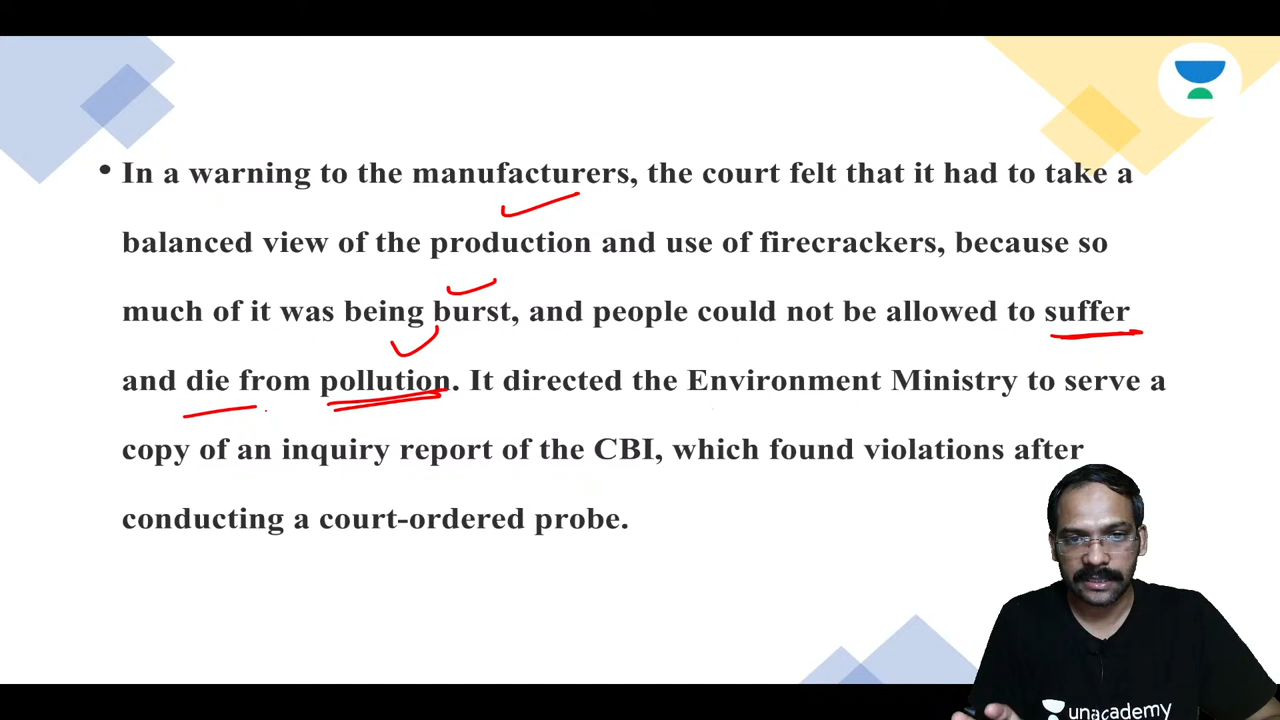 • In a warning to the manufacturers, the court felt that it had to take a
balanced view of the production and use of firecrackers, because so
much of it was being burst, and people could not be allowed to suffer
and die from pollution. It directed the Environment Ministry to serve a
copy of an inquiry report of the CBI, which found violations after
conducting a court-ordered probe.
unacademy